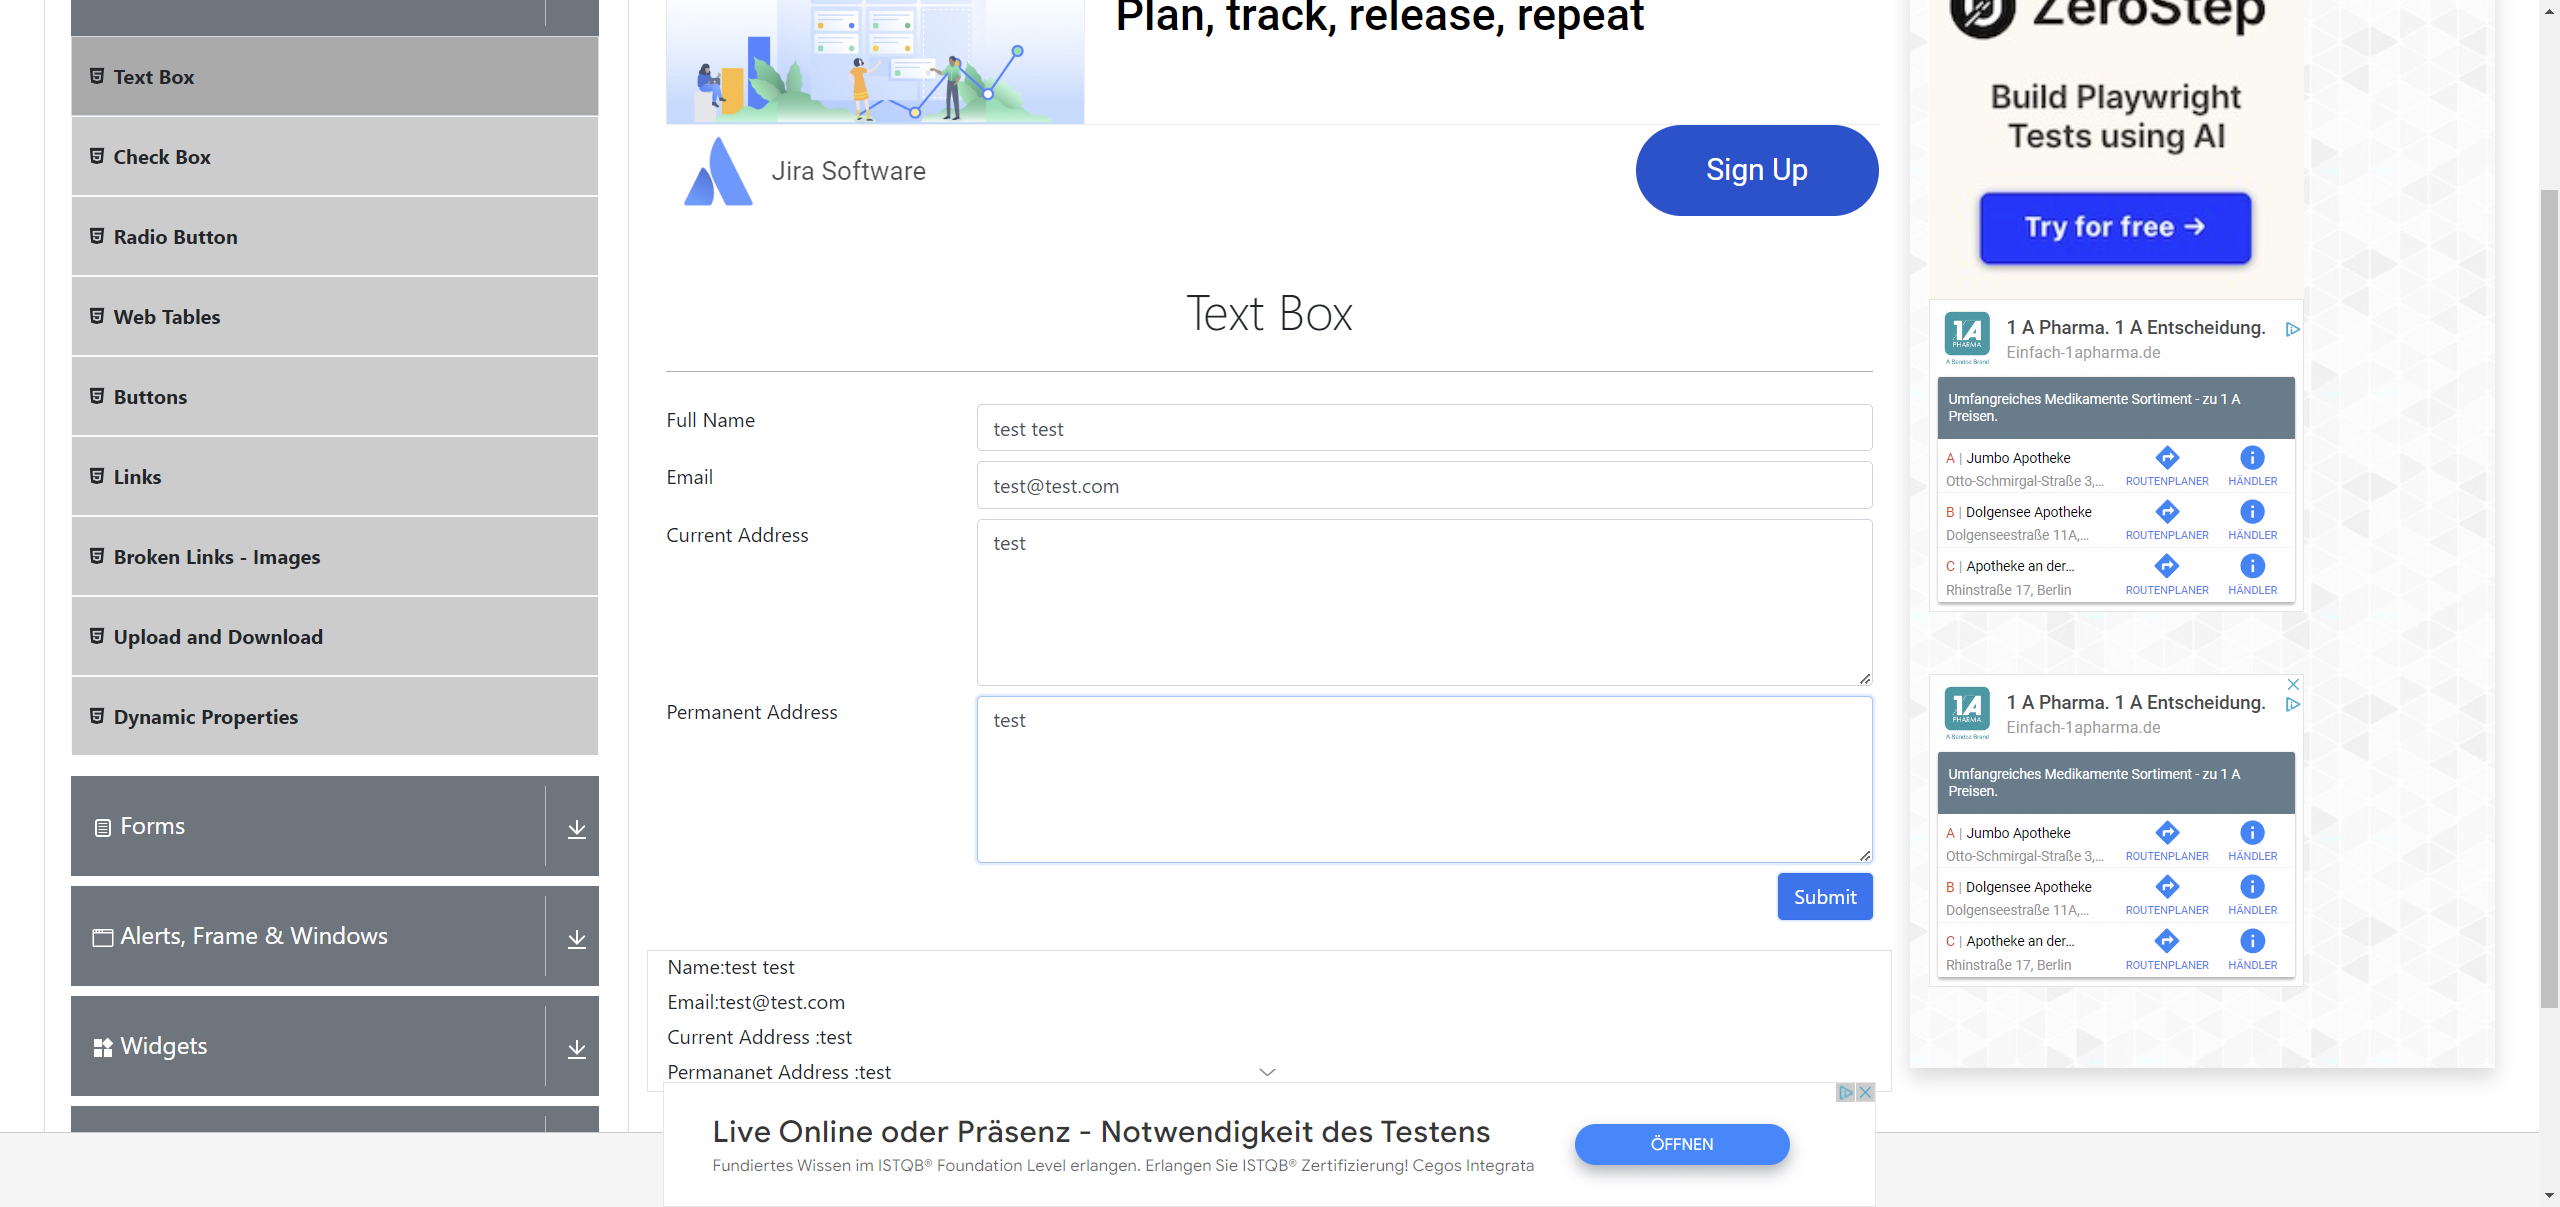 Text Box
Check Box
Radio Button
Web Tables
Buttons
Links
Broken Links - Images
Upload and Download
Dynamic Properties
Forms
Alerts, Frame & Windows
Widgets
Plan, track, release, repeat
Jira Software
Sign Up
Text Box
Full Name
test test
Email
test@test.com
Current Address
test
Permanent Address
test
Submit
Name:test test
Email:test@test.com
Current Address :test
Permananet Address :test
Live Online oder Präsenz - Notwendigkeit des Testens
Fundiertes Wissen im ISTQB® Foundation Level erlangen. Erlangen Sie ISTQB® Zertifizierung! Cegos Integrata
ÖFFNEN
ZeroStep
Build Playwright
Tests using AI
Try for free →
1A
PHARMA
A Sandoz Brand
1 A Pharma. 1 A Entscheidung.
Einfach-1apharma.de
Umfangreiches Medikamente Sortiment - zu 1 A
Preisen.
A | Jumbo Apotheke
Otto-Schmirgal-Straße 3,...
ROUTENPLANER
HÄNDLER
B | Dolgensee Apotheke
Dolgenseestraße 11A,...
ROUTENPLANER
HÄNDLER
C | Apotheke an der...
Rhinstraße 17, Berlin
ROUTENPLANER
HÄNDLER
1A
PHARMA
A Sandoz Brand
1 A Pharma. 1 A Entscheidung.
Einfach-1apharma.de
Umfangreiches Medikamente Sortiment - zu 1 A
Preisen.
A | Jumbo Apotheke
Otto-Schmirgal-Straße 3,...
ROUTENPLANER
HÄNDLER
B | Dolgensee Apotheke
Dolgenseestraße 11A,...
ROUTENPLANER
HÄNDLER
C | Apotheke an der...
Rhinstraße 17, Berlin
ROUTENPLANER
HÄNDLER